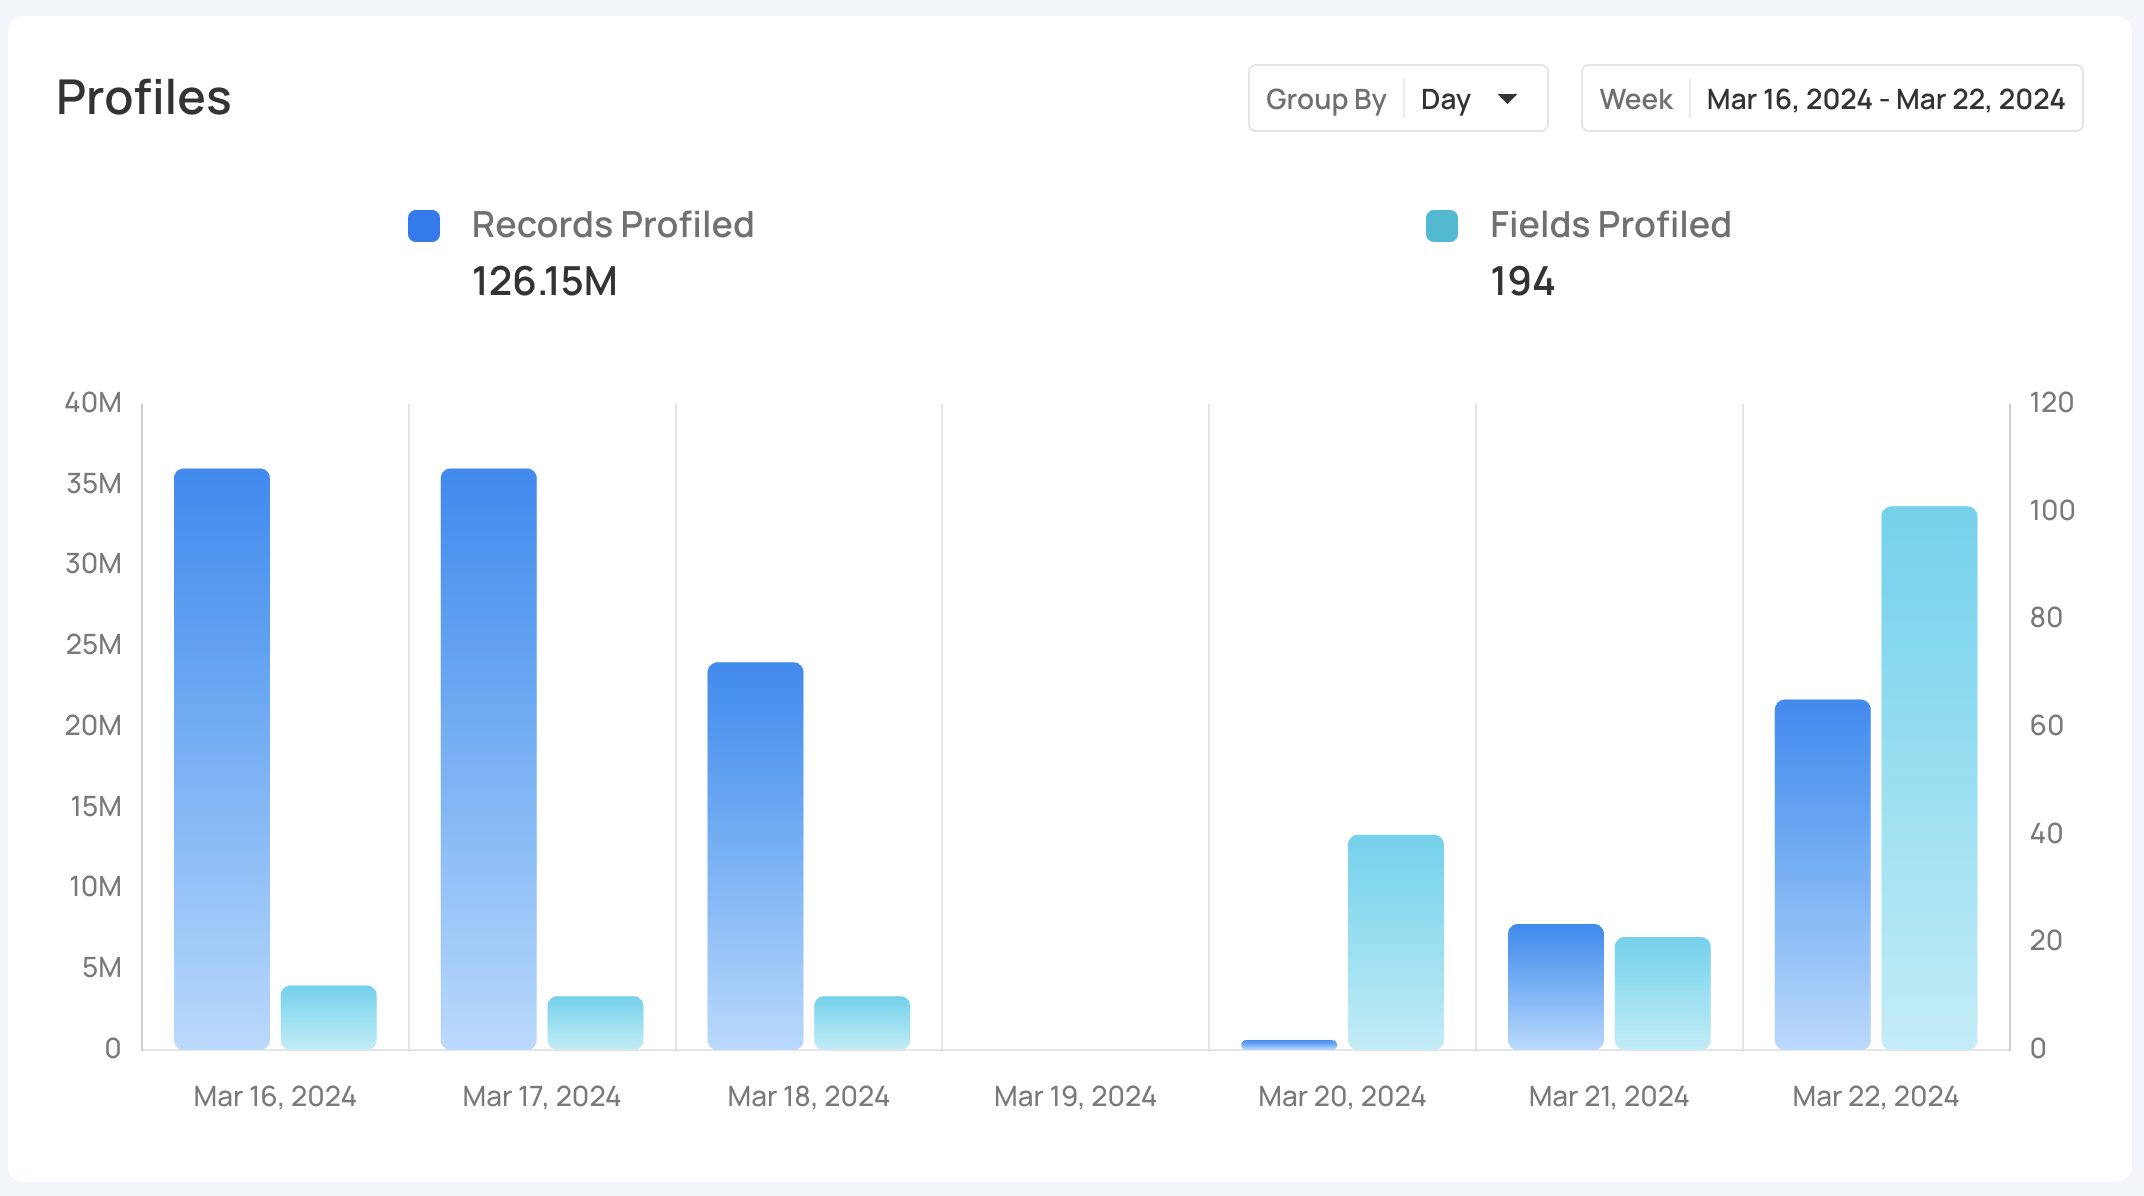 Profiles
Group By Day
Week Mar 16, 2024 - Mar 22, 2024
Records Profiled
126.15M
Fields Profiled
194
40M
35M
30M
25M
20M
15M
10M
5M
0
120
100
80
60
40
20
0
Mar 16, 2024
Mar 17, 2024
Mar 18, 2024
Mar 19, 2024
Mar 20, 2024
Mar 21, 2024
Mar 22, 2024